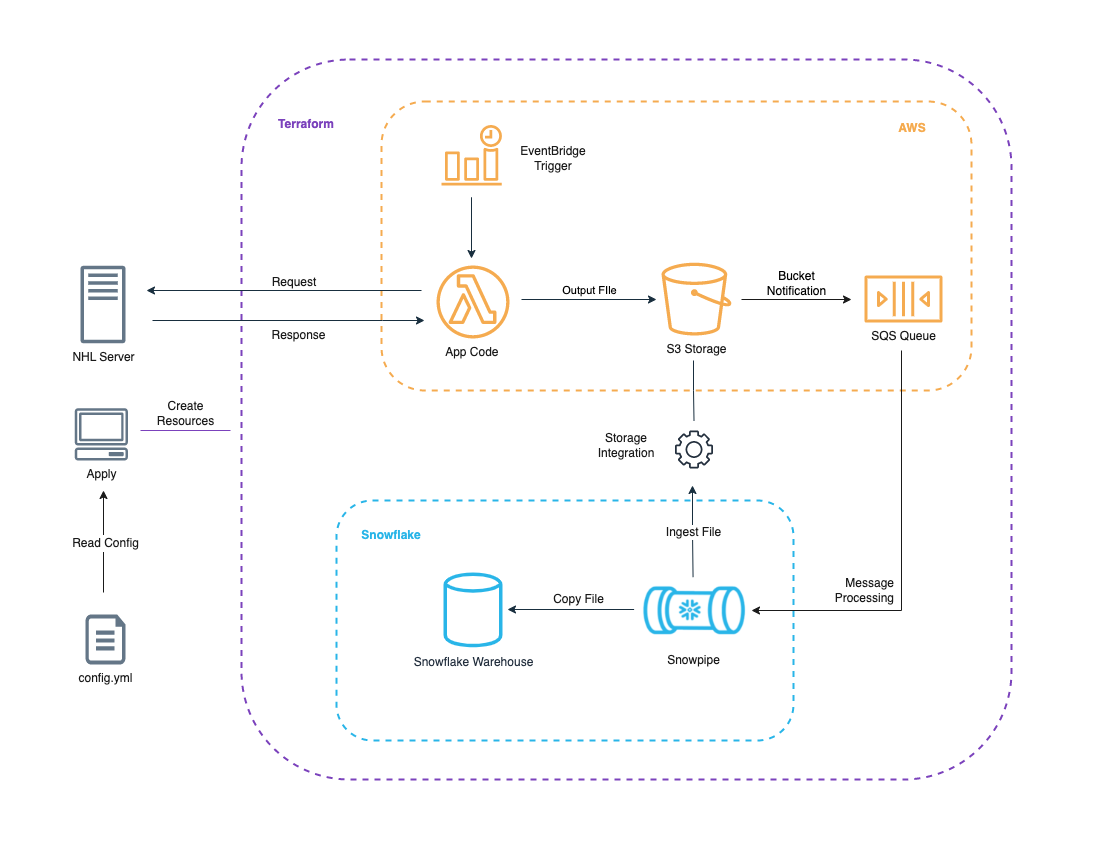 Terraform
AWS
EventBridge
Trigger
Request
Output FIle
Bucket
Notification
Response
SQS Queue
NHL Server
App Code
S3 Storage
Create
Resources
Storage
Integration
Apply
Read Config
Snowflake
Ingest File
Message
Processing
Copy File
Snowflake Warehouse
Snowpipe
config.yml